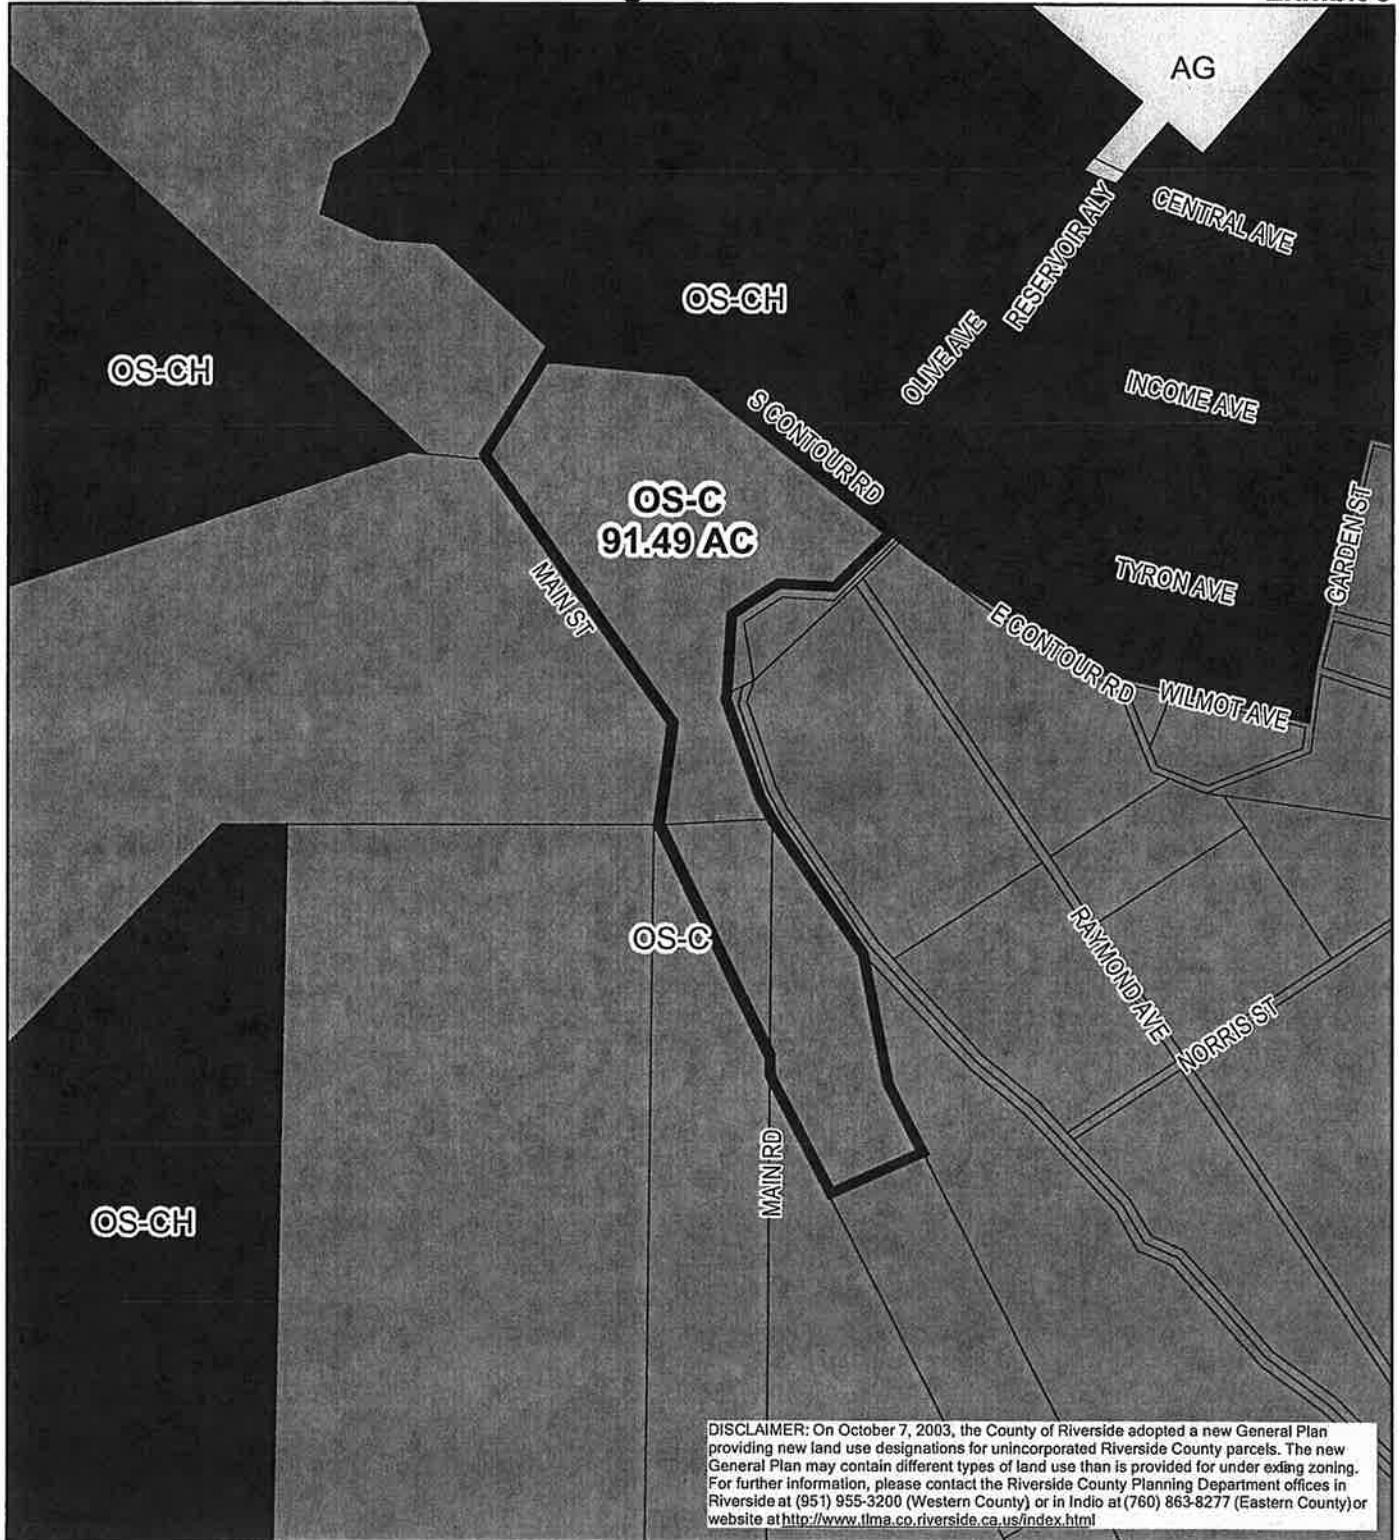 AG
CENTRAL AVE
RESERVOIR ALY
OS-CH
OLIVE AVE
OS-CH
INCOME AVE
S CONTOUR RD
OS-C
91.49 AC
GARDEN ST
TYRON AVE
MAIN ST
E CONTOUR RD
WILMOT AVE
OS-C
RAYMOND AVE
NORRIS ST
MAIN RD
OS-CH
DISCLAIMER: On October 7, 2003, the County of Riverside adopted a new General Plan
providing new land use designations for unincorporated Riverside County parcels. The new
General Plan may contain different types of land use than is provided for under exiting zoning.
For further information, please contact the Riverside County Planning Department offices in
Riverside at (951) 955-3200 (Western County) or in Indio at (760) 863-8277 (Eastern County) or
website at http://www.tlma.co.riverside.ca.us/index.html